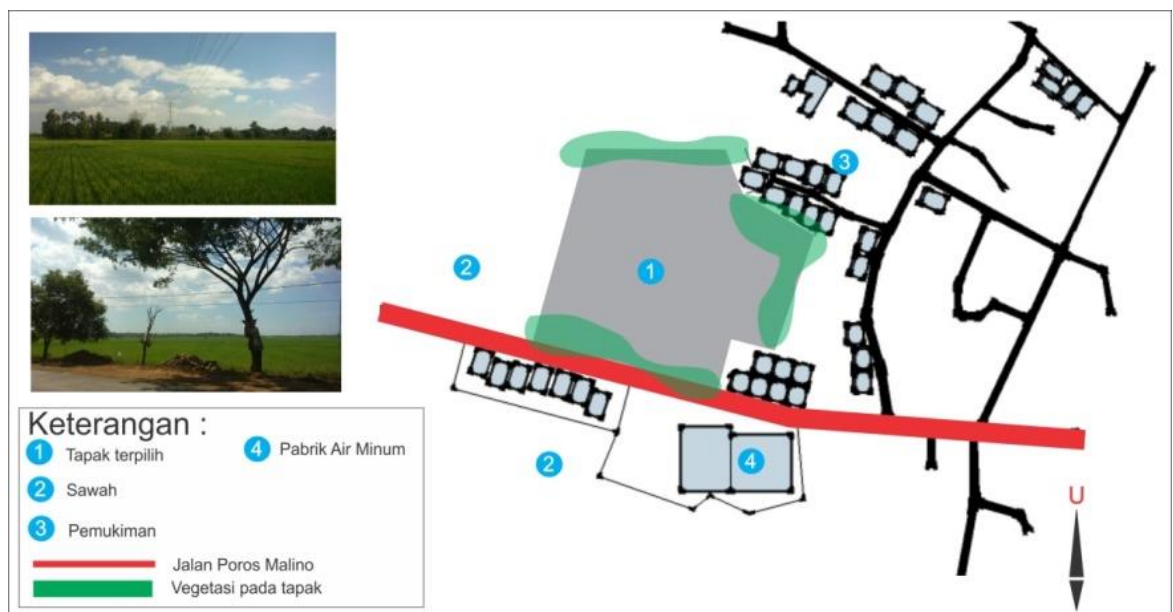 3
1
2
Keterangan :
1 Tapak terpilih
4 Pabrik Air Minum
2 Sawah
3 Pemukiman
Jalan Poros Malino
Vegetasi pada tapak
2
4
U